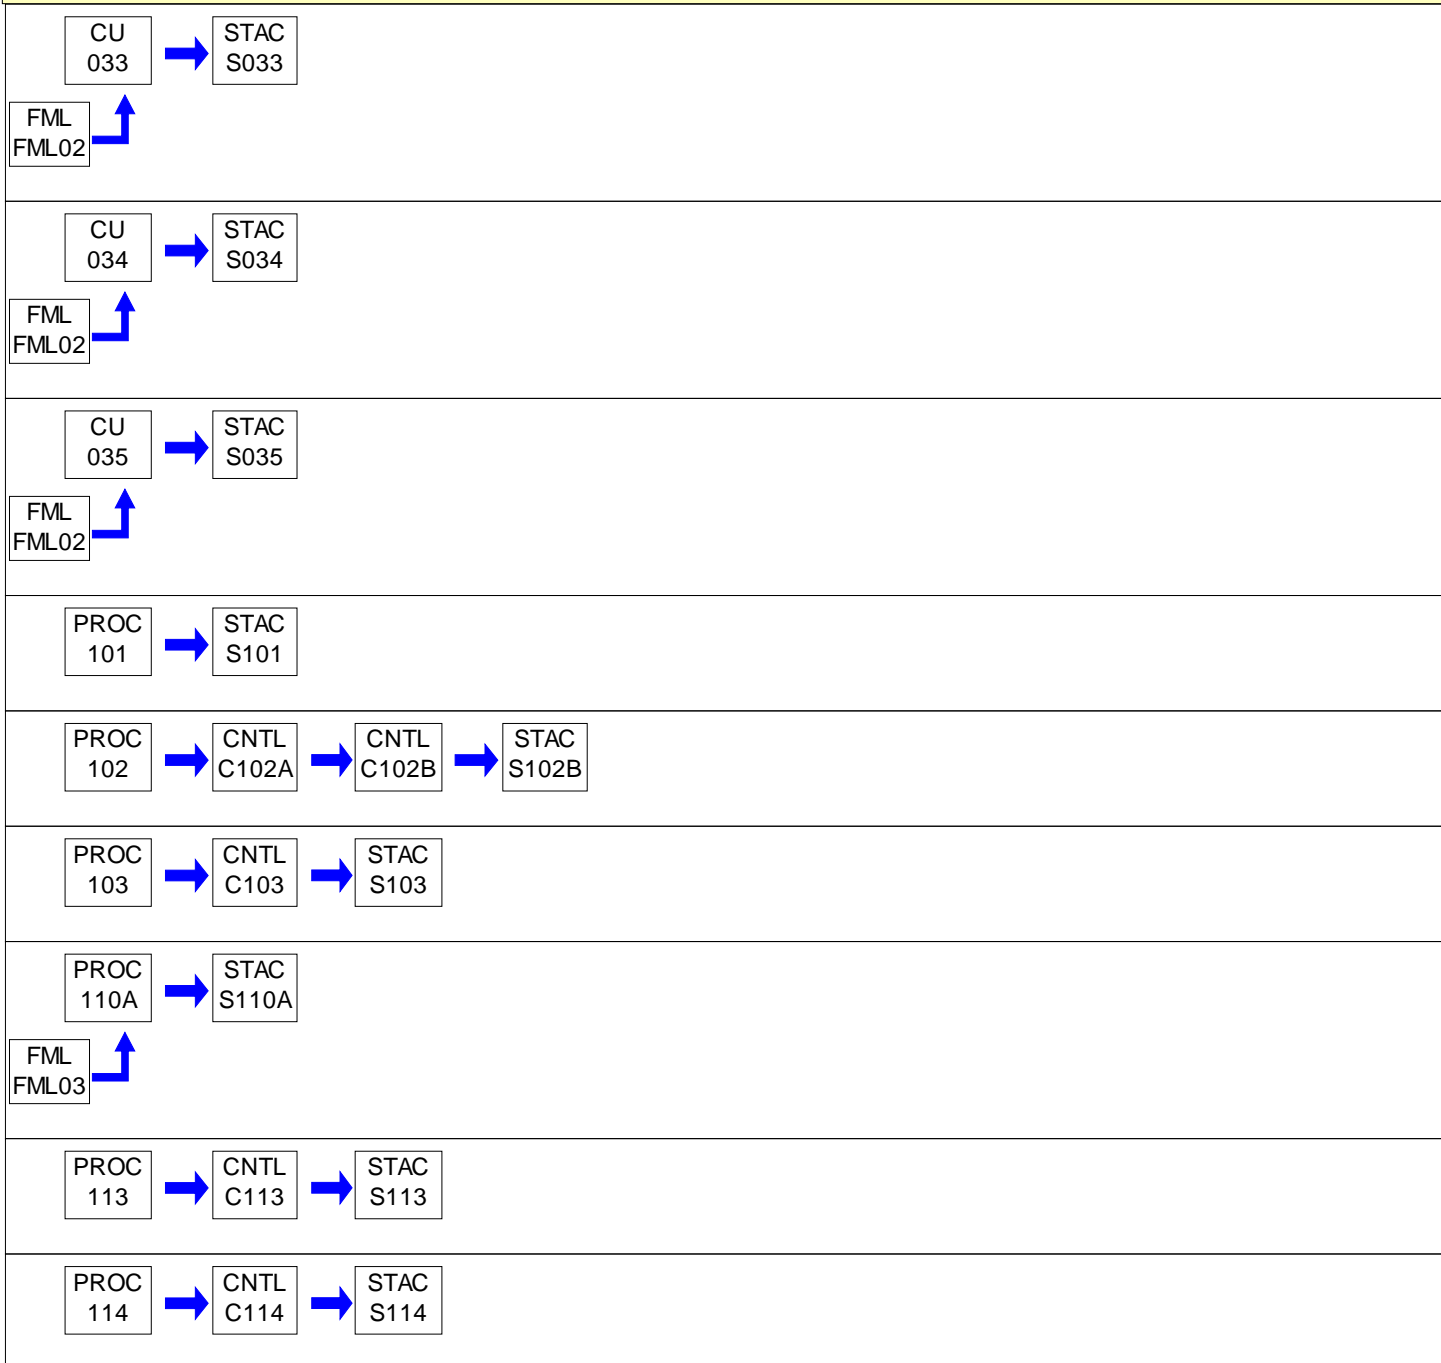 CU
033
STAC
S033
FML
FML02
CU
034
STAC
S034
FML
FML02
CU
035
STAC
S035
FML
FML02
PROC
101
STAC
S101
PROC
102
CNTL
C102A
CNTL
C102B
STAC
S102B
PROC
103
CNTL
C103
STAC
S103
PROC
110A
STAC
S110A
FML
FML03
PROC
113
CNTL
C113
STAC
S113
PROC
114
CNTL
C114
STAC
S114